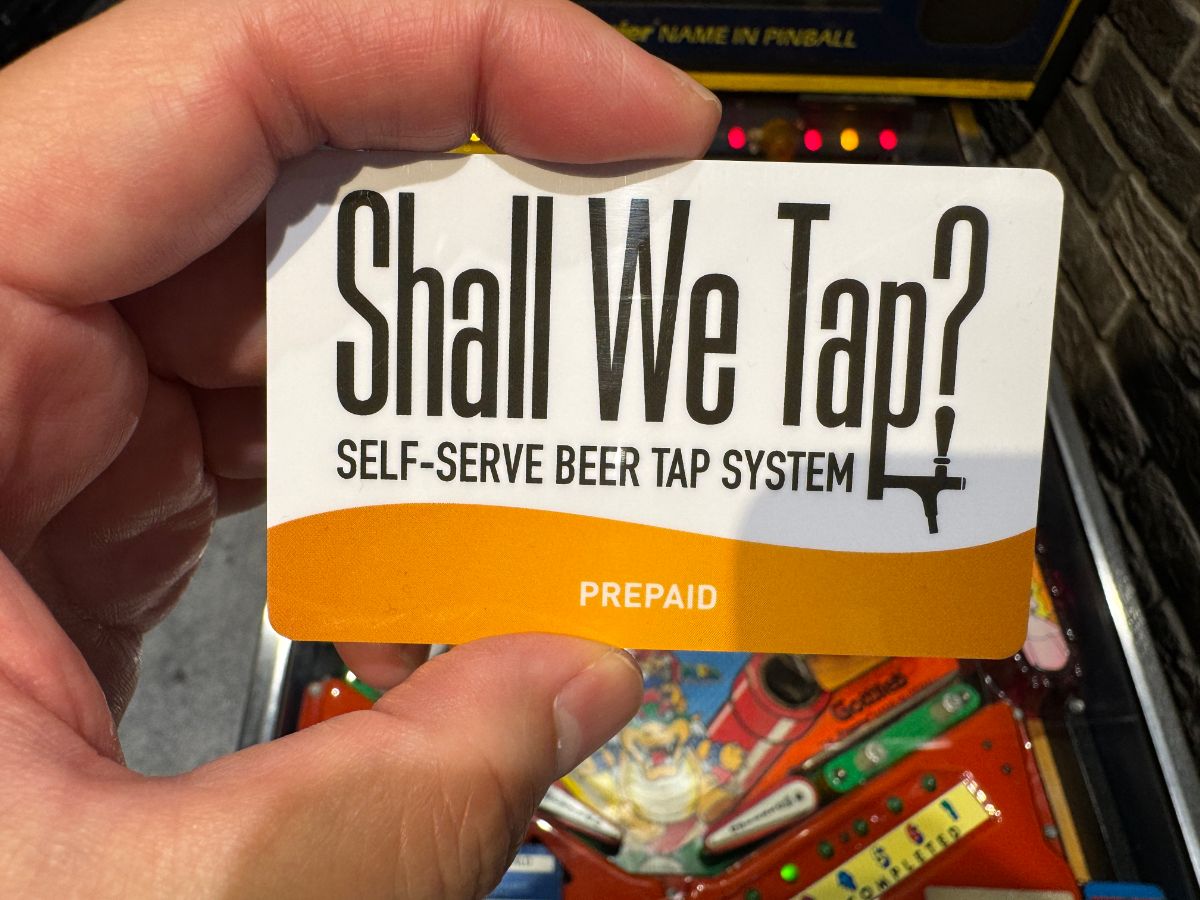 NAME IN PINBALL
Shall We Tap?
SELF-SERVE BEER TAP SYSTEM
PREPAID
Gottlieb
COMPLETED